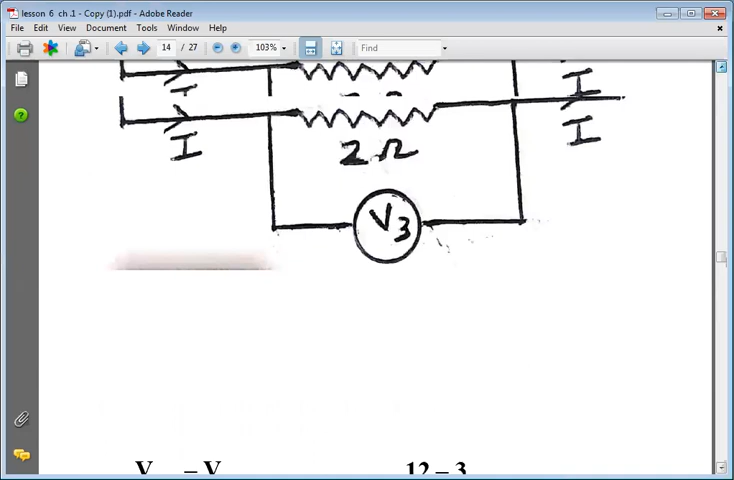 lesson 6 ch.1 - Copy (1).pdf - Adobe Reader
File Edit View Document Tools Window Help
14 / 27 103% Find
I I
I I
2 Ω
V3
V – V 12 – 3